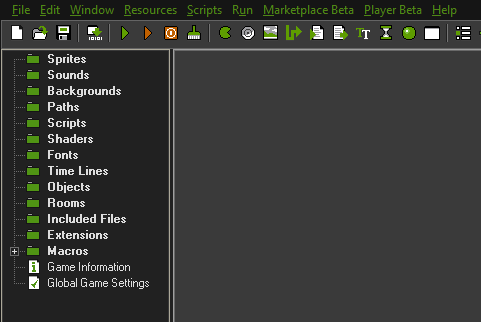 File Edit Window Resources Scripts Run Marketplace Beta Player Beta Help
Sprites
Sounds
Backgrounds
Paths
Scripts
Shaders
Fonts
Time Lines
Objects
Rooms
Included Files
Extensions
Macros
Game Information
Global Game Settings